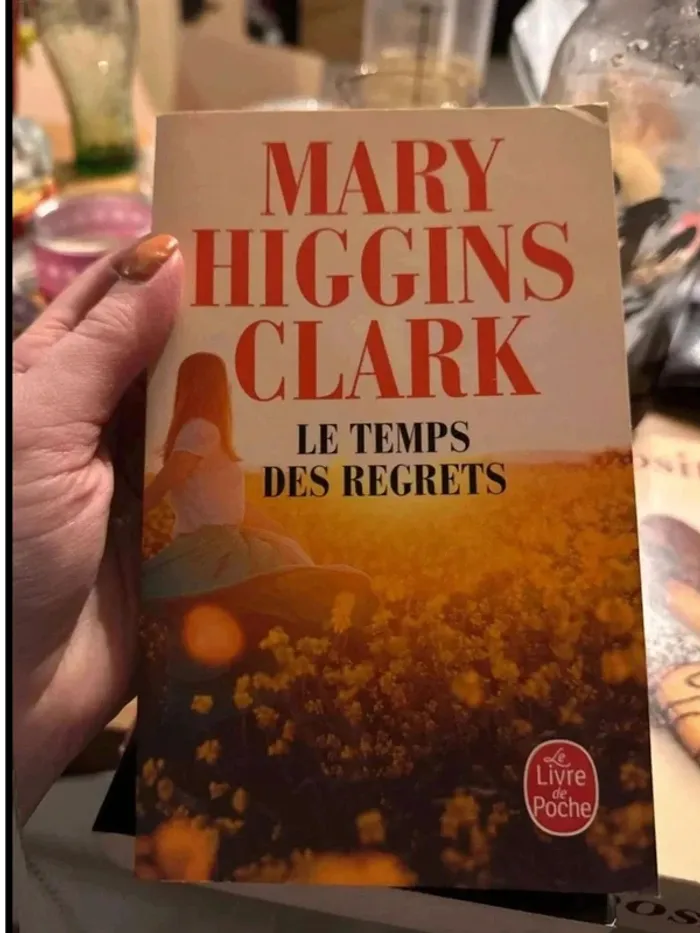 MARY
HIGGINS
CLARK
LE TEMPS
DES REGRETS
Le
Livre
de
Poche